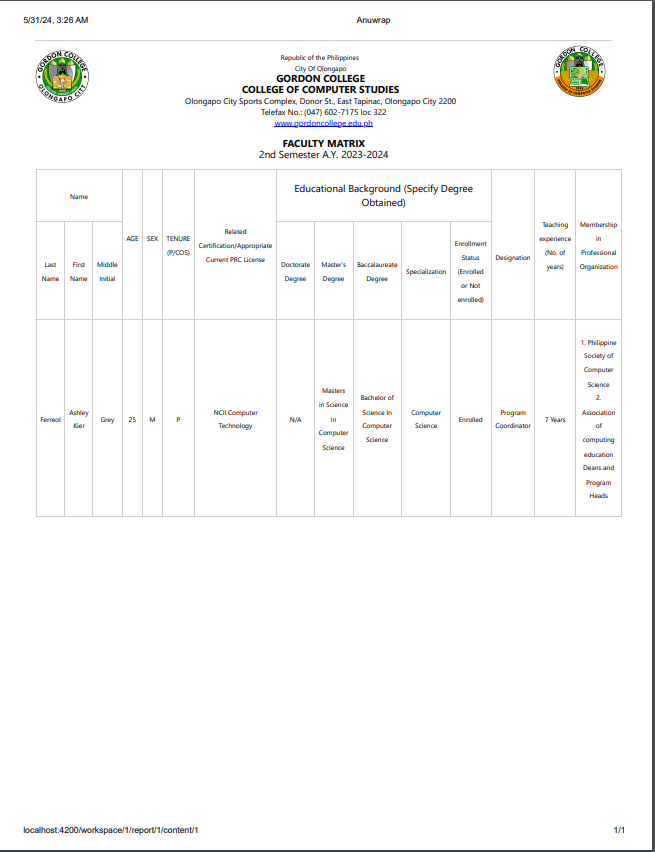 5/31/24, 3:26 AM
Anuwrap
GORDON COLLEGE
OLONGAPO CITY
GORDON COLLEGE
Republic of the Philippines
City Of Olongapo
GORDON COLLEGE
COLLEGE OF COMPUTER STUDIES
Olongapo City Sports Complex, Donor St., East Tapinac, Olongapo City 2200
Telefax No.: (047) 602-7175 loc 322
www.gordoncollege.edu.ph
FACULTY MATRIX
2nd Semester A.Y. 2023-2024
Name
AGE
SEX
TENURE
(P/COS)
Related
Certification/Appropriate
Current PRC License
Educational Background (Specify Degree
Obtained)
Designation
Teaching
experience
(No. of
years)
Membership
in
Professional
Organization
Last
Name
First
Name
Middle
Initial
Doctorate
Degree
Master's
Degree
Baccalaureate
Degree
Specialization
Enrollment
Status
(Enrolled
or Not
enrolled)
Ferreol
Ashley
Kier
Grey
25
M
P
NCII Computer
Technology
N/A
Masters
in Science
In
Computer
Science
Bachelor of
Science In
Computer
Science
Computer
Science
Enrolled
Program
Coordinator
7 Years
1. Philippine
Society of
Computer
Science
2.
Association
of
computing
education
Deans and
Program
Heads
localhost:4200/workspace/1/report/1/content/1
1/1